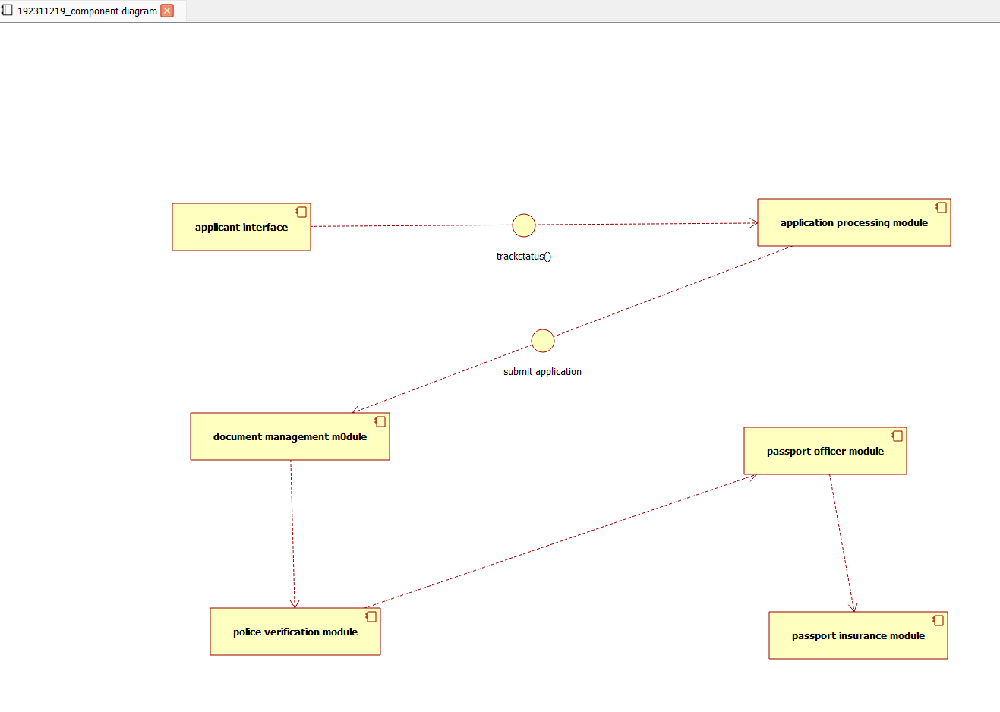 192311219_component diagram
applicant interface
application processing module
trackstatus()
submit application
document management m0dule
passport officer module
police verification module
passport insurance module